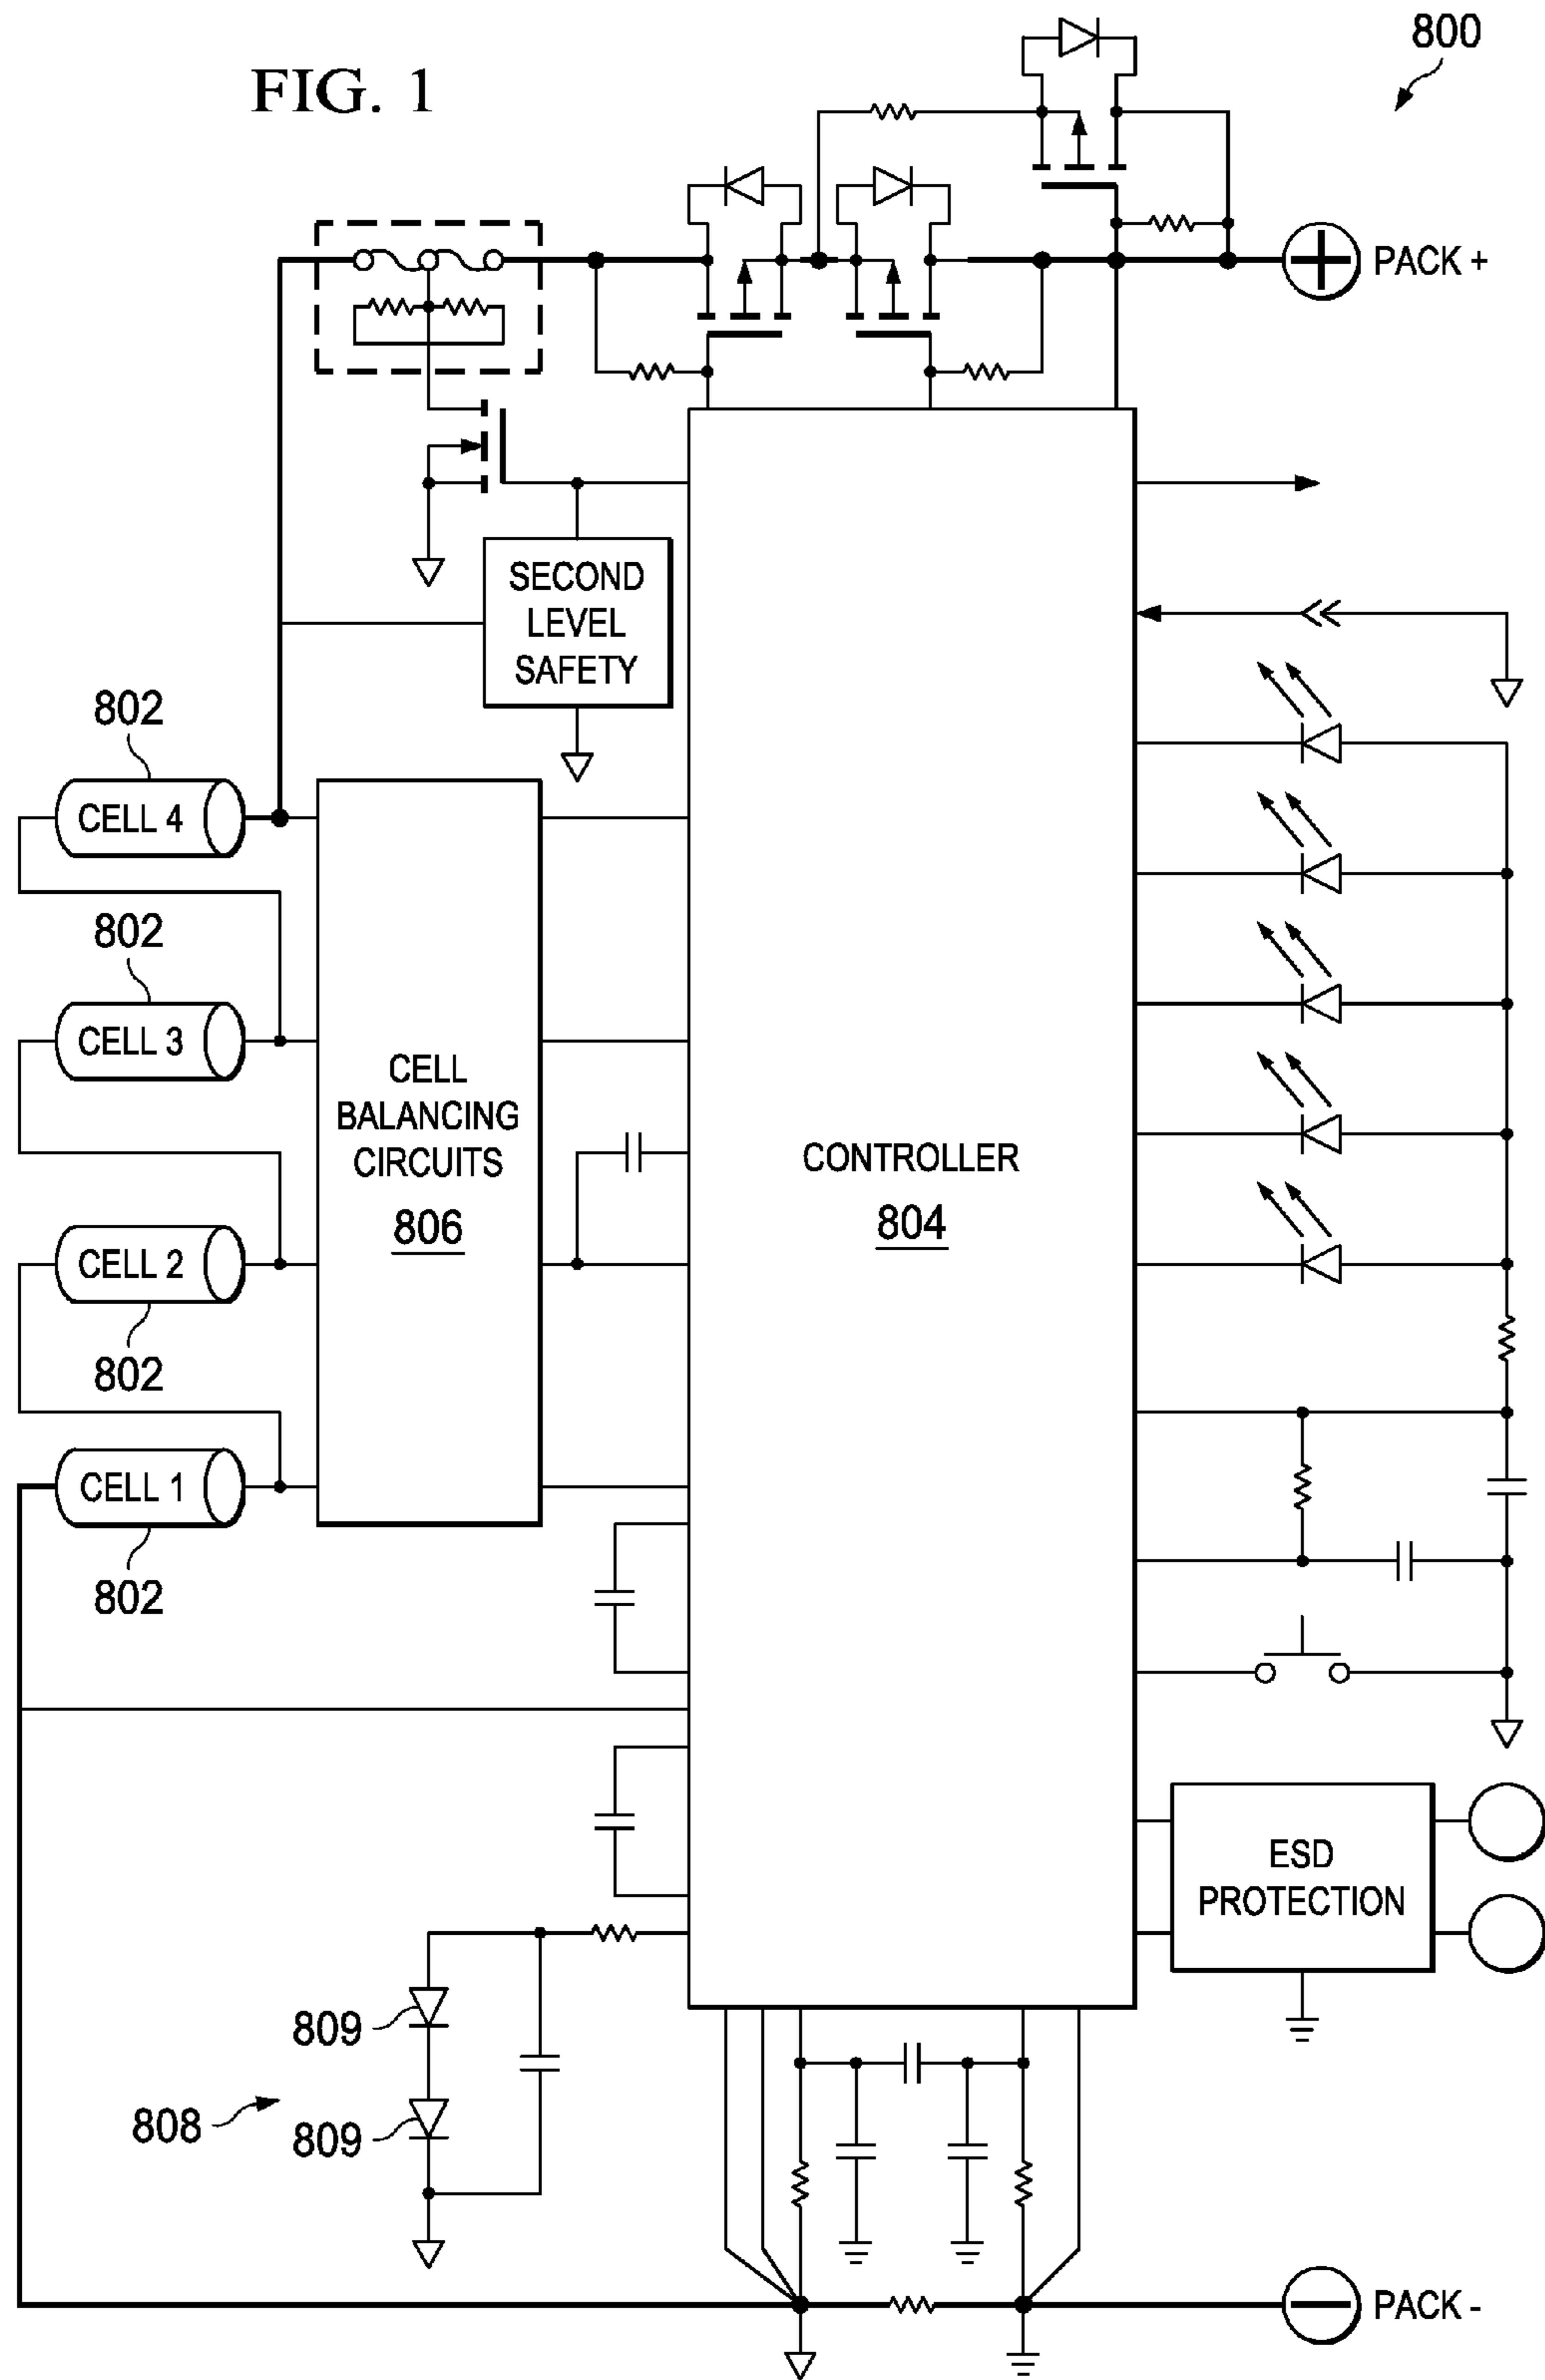 FIG. 1
800
PACK +
SECOND
LEVEL
SAFETY
802
CELL 4
802
CELL 3
CELL
BALANCING
CIRCUITS
806
CONTROLLER
804
CELL 2
802
CELL 1
802
ESD
PROTECTION
809
808
809
PACK -